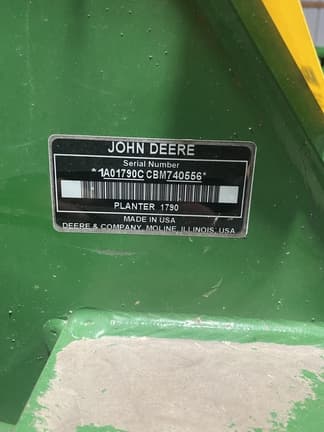 JOHN DEERE
Serial Number
*1A01790CCBM740556*
PLANTER 1790
MADE IN USA
DEERE & COMPANY, MOLINE, ILLINOIS, USA